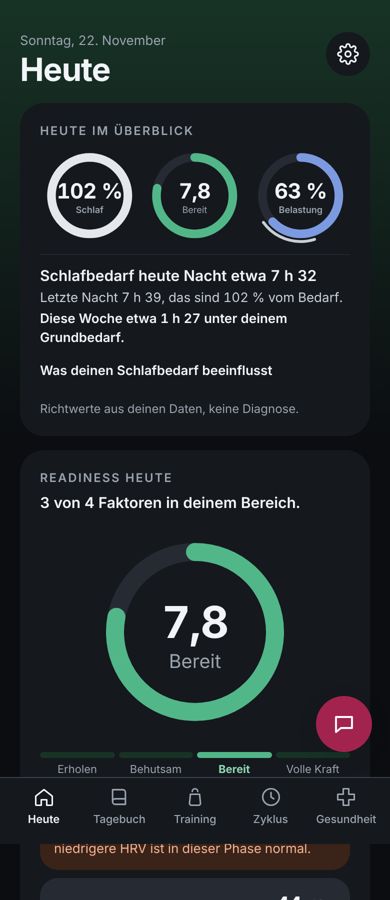 Sonntag, 22. November
Heute
HEUTE IM ÜBERBLICK
102 %
Schlaf
7,8
Bereit
63 %
Belastung
Schlafbedarf heute Nacht etwa 7 h 32
Letzte Nacht 7 h 39, das sind 102 % vom Bedarf.
Diese Woche etwa 1 h 27 unter deinem
Grundbedarf.
Was deinen Schlafbedarf beeinflusst
Richtwerte aus deinen Daten, keine Diagnose.
READINESS HEUTE
3 von 4 Faktoren in deinem Bereich.
7,8
Bereit
Erholen Behutsam Bereit Volle Kraft
Heute Tagebuch Training Zyklus Gesundheit
niedrigere HRV ist in dieser Phase normal.